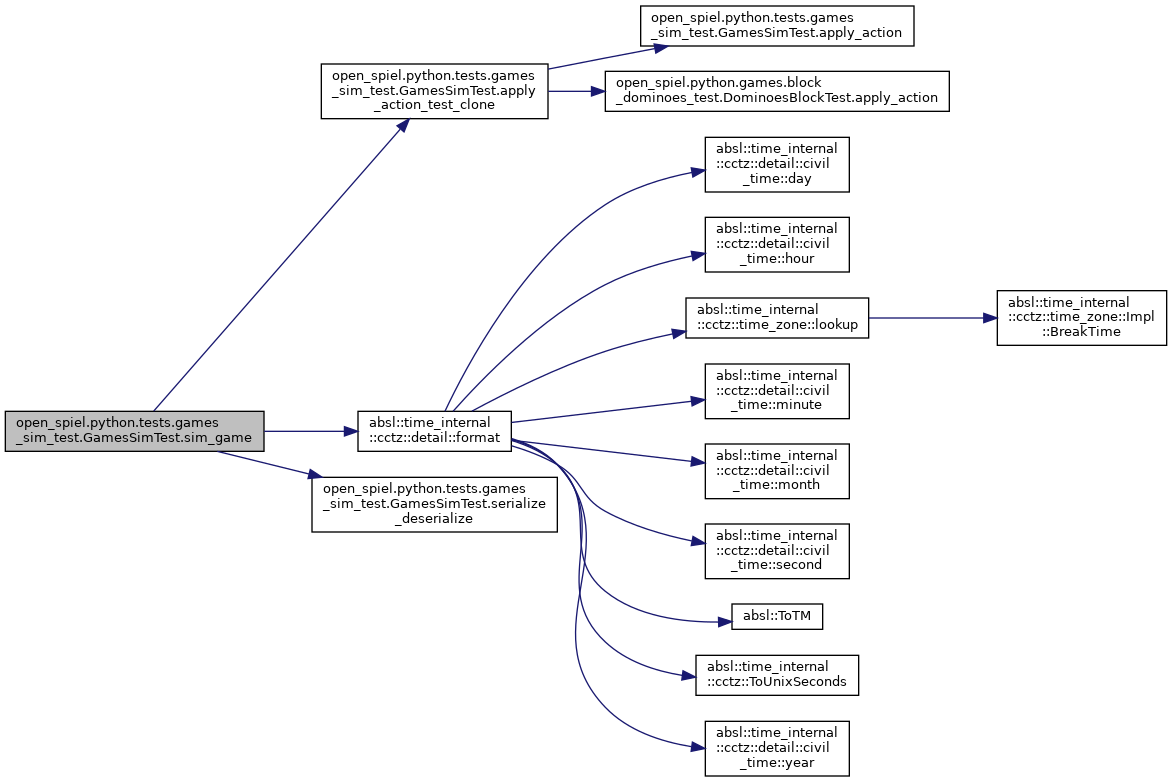 open_spiel.python.tests.games
_sim_test.GamesSimTest.sim_game
open_spiel.python.tests.games
_sim_test.GamesSimTest.apply
_action_test_clone
open_spiel.python.tests.games
_sim_test.GamesSimTest.apply_action
open_spiel.python.games.block
_dominoes_test.DominoesBlockTest.apply_action
absl::time_internal
::cctz::detail::format
absl::time_internal
::cctz::detail::civil
_time::day
absl::time_internal
::cctz::detail::civil
_time::hour
absl::time_internal
::cctz::time_zone::lookup
absl::time_internal
::cctz::time_zone::Impl
::BreakTime
absl::time_internal
::cctz::detail::civil
_time::minute
absl::time_internal
::cctz::detail::civil
_time::month
absl::time_internal
::cctz::detail::civil
_time::second
absl::ToTM
absl::time_internal
::cctz::ToUnixSeconds
absl::time_internal
::cctz::detail::civil
_time::year
open_spiel.python.tests.games
_sim_test.GamesSimTest.serialize
_deserialize